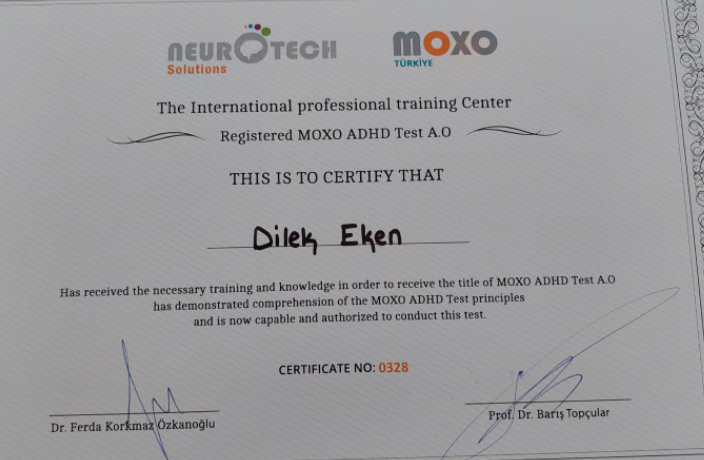 NEUROTECH
Solutions
MOXO
TÜRKİYE
The International professional training Center
Registered MOXO ADHD Test A.O
THIS IS TO CERTIFY THAT
Dilek Eken
Has received the necessary training and knowledge in order to receive the title of MOXO ADHD Test A.O
has demonstrated comprehension of the MOXO ADHD Test principles
and is now capable and authorized to conduct this test.
CERTIFICATE NO: 0328
Dr. Ferda Korkmaz Özkanoğlu
Prof. Dr. Barış Topçular